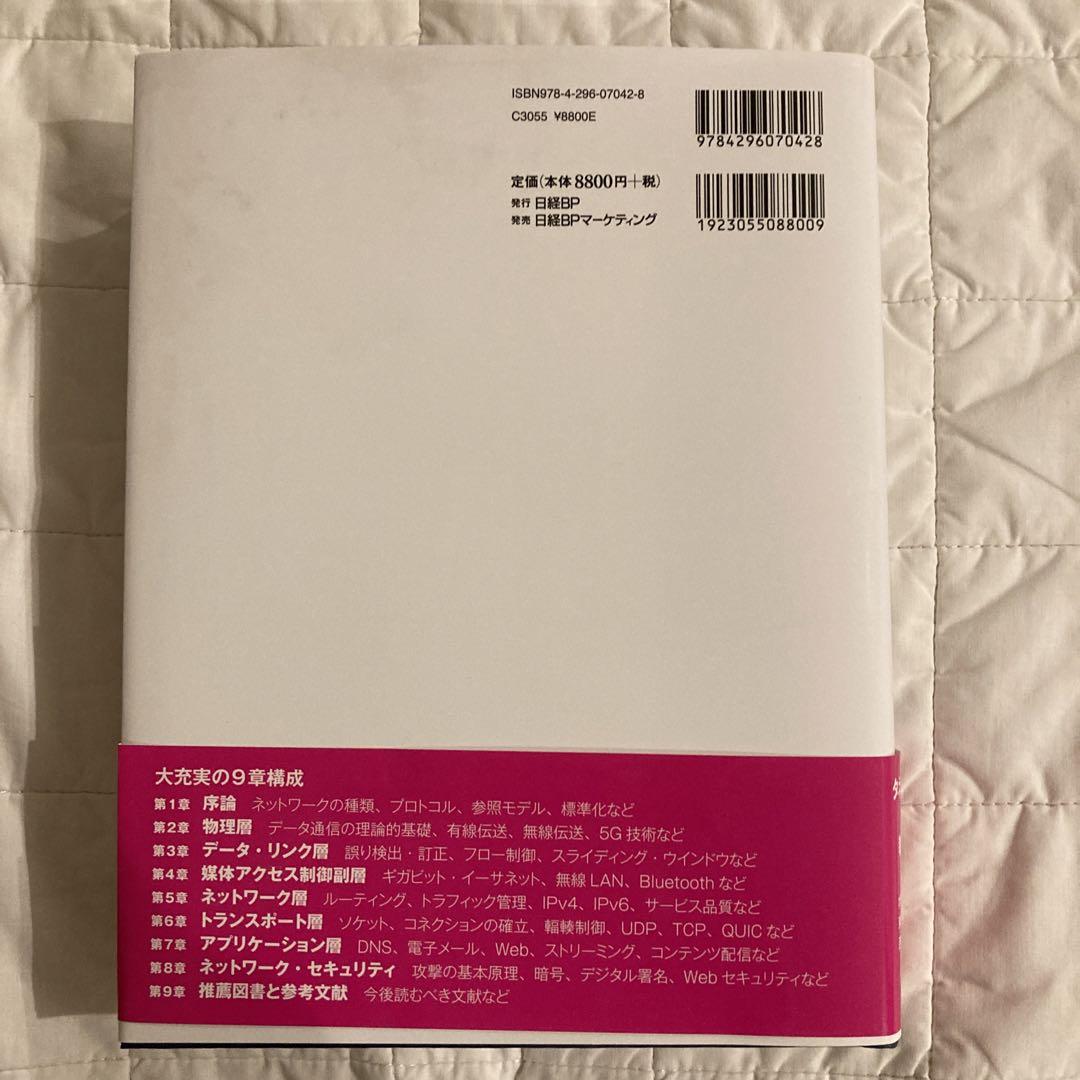 ISBN978-4-296-07042-8
C3055 ¥8800E
9784296070428
定価(本体8800円+税)
発行 日経BP
発売 日経BPマーケティング
1923055088009
大充実の9章構成
第1章 序論 ネットワークの種類、プロトコル、参照モデル、標準化など
第2章 物理層 データ通信の理論的基礎、有線伝送、無線伝送、5G技術など
第3章 データ・リンク層 誤り検出・訂正、フロー制御、スライディング・ウインドウなど
第4章 媒体アクセス制御副層 ギガビット・イーサネット、無線LAN、Bluetoothなど
第5章 ネットワーク層 ルーティング、トラフィック管理、IPv4、IPv6、サービス品質など
第6章 トランスポート層 ソケット、コネクションの確立、輻輳制御、UDP、TCP、QUICなど
第7章 アプリケーション層 DNS、電子メール、Web、ストリーミング、コンテンツ配信など
第8章 ネットワーク・セキュリティ 攻撃の基本原理、暗号、デジタル署名、Webセキュリティなど
第9章 推薦図書と参考文献 今後読むべき文献など